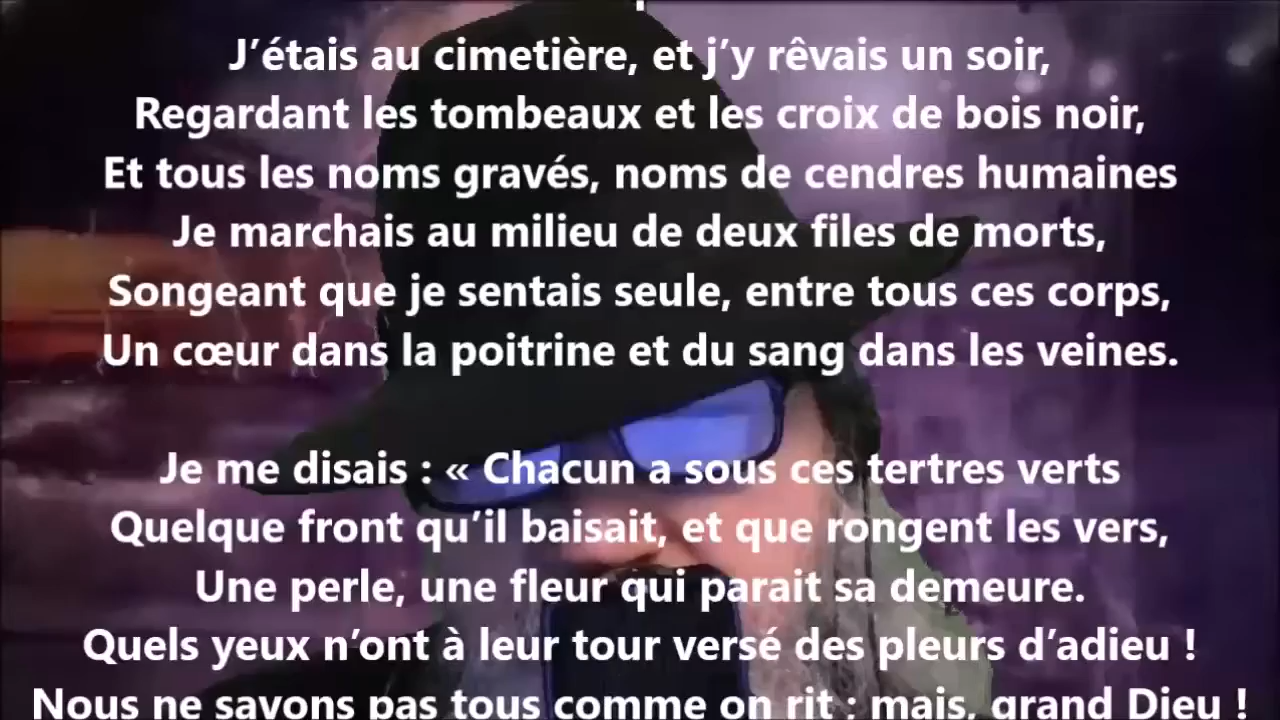 J’étais au cimetière, et j’y rêvais un soir,
Regardant les tombeaux et les croix de bois noir,
Et tous les noms gravés, noms de cendres humaines
Je marchais au milieu de deux files de morts,
Songeant que je sentais seule, entre tous ces corps,
Un cœur dans la poitrine et du sang dans les veines.
Je me disais : « Chacun a sous ces tertres verts
Quelque front qu’il baisait, et que rongent les vers,
Une perle, une fleur qui parait sa demeure.
Quels yeux n’ont à leur tour versé des pleurs d’adieu !
Nous ne savons pas tous comme on rit ; mais, grand Dieu !